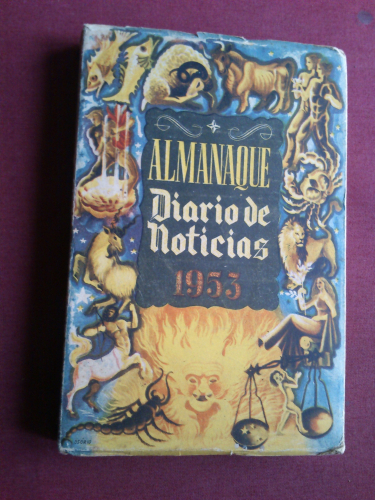 ALMANAQUE
Diario de
Noticias
1953